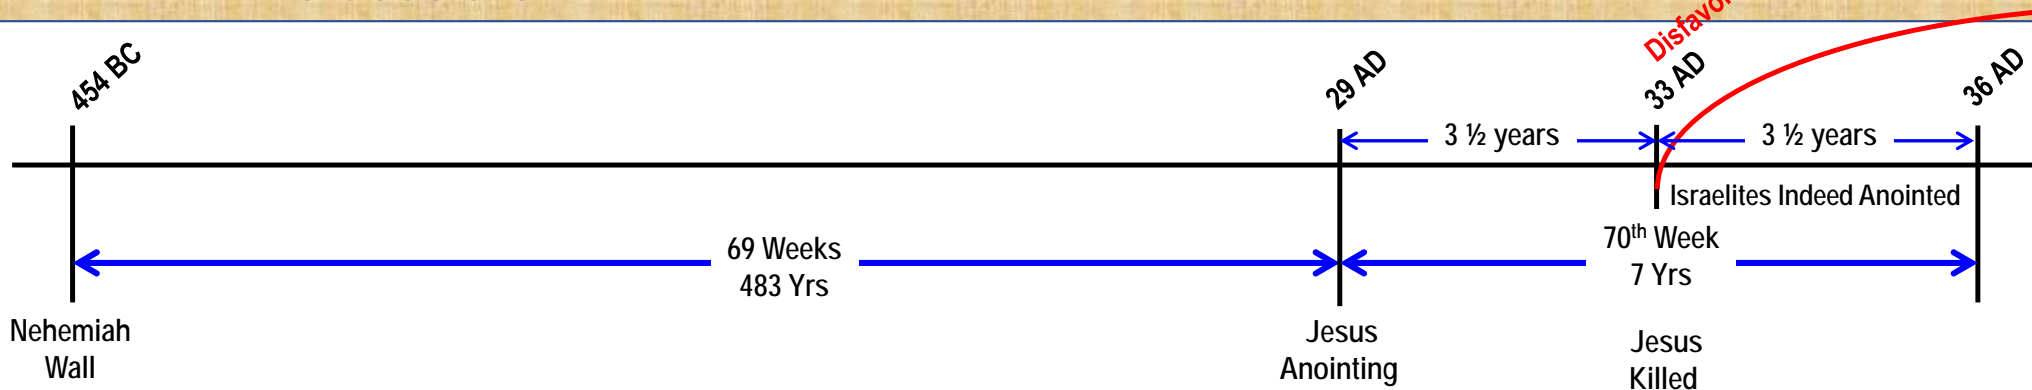 Disfavor
454 BC
29 AD
33 AD
36 AD
3 ½ years
3 ½ years
Israelites Indeed Anointed
69 Weeks
483 Yrs
70th Week
7 Yrs
Nehemiah
Wall
Jesus
Anointing
Jesus
Killed